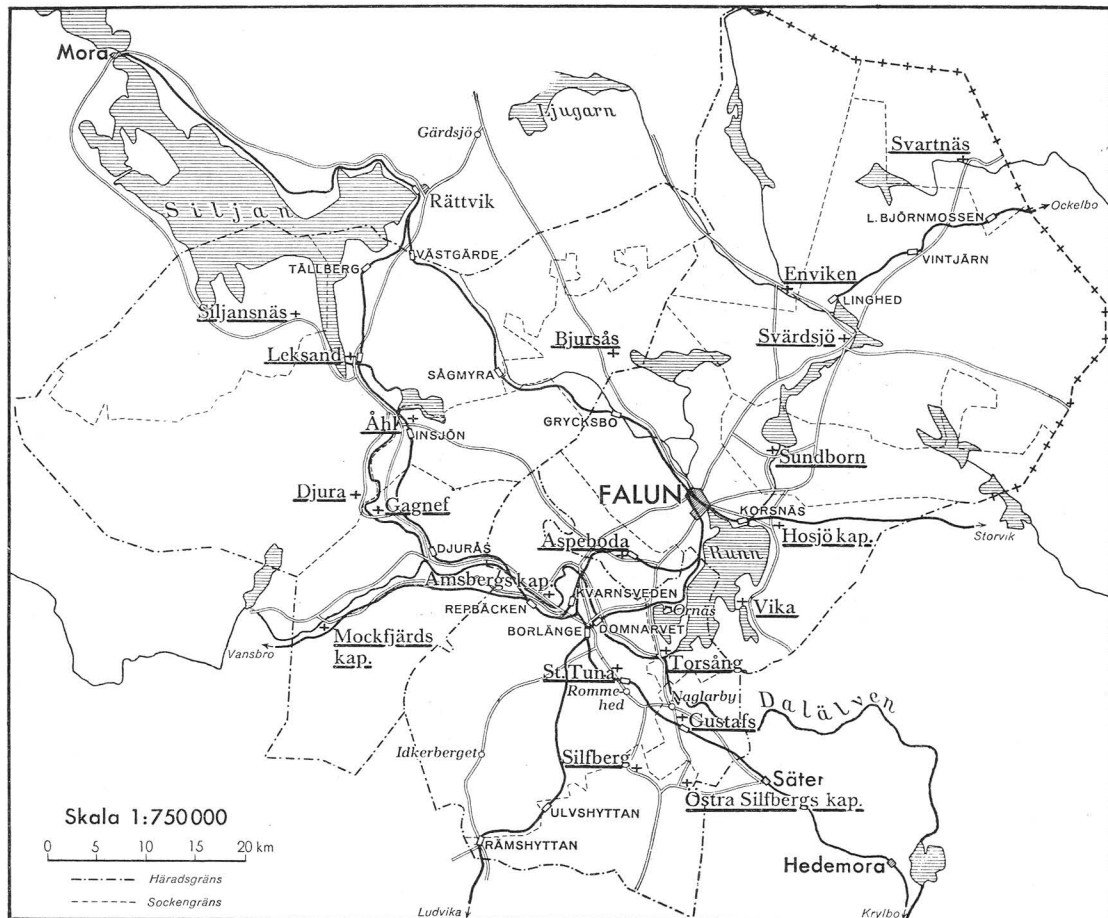 Mora
Ljugarn
Gärdsjö
Svartnäs
Siljan
Rättvik
L.BJÖRNMOSSEN
Ockelbo
VÄSTGÄRDE
VINTJÄRN
TÄLLBERG
Enviken
LINGHED
Siljansnäs
Bjursås
Svärdsjö
Leksand
SÅGMYRA
Åhl
GRYCKSBO
INSJÖN
Sundborn
Djura
FALUN
Gagnef
KORSNÄS
Hosjö kap.
Storvik
DJURÅS
Aspeboda
Runn
Amsbergs kap.
KVARNSVEDEN
REPBÄCKEN
Ornäs
Vika
BORLÄNGE
DOMNARVET
Mockfjärds
kap.
Vansbro
Torsång
St. Tuna
Romme
hed
Naglarby
Dalälven
Gustafs
Idkerberget
Silfberg
Säter
Östra Silfbergs kap.
Skala 1:750000
ULVSHYTTAN
0 5 10 15 20 km
RÄMSHYTTAN
Hedemora
Häradsgräns
Sockengräns
Ludvika
Krylbo